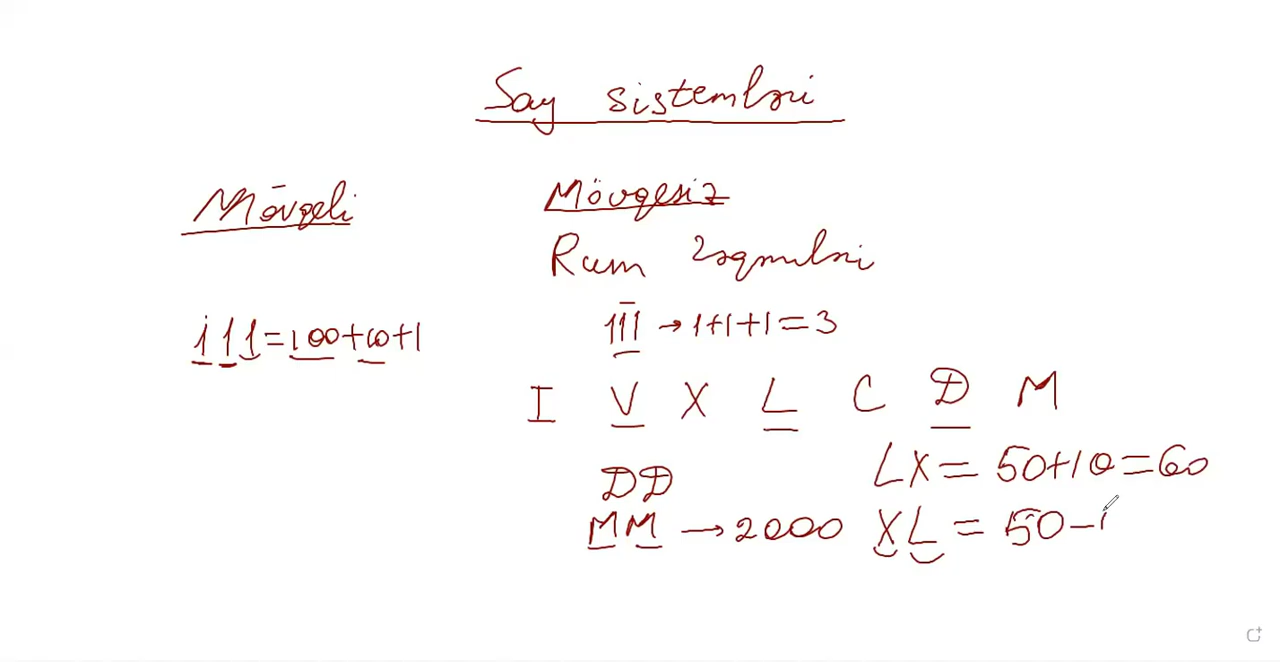 Say sistemləri
Mövqeli
111=100+10+1
Mövqesiz
Rum rəqəmləri
III → 1+1+1=3
I V X L C D M
DD
MM → 2000
LX = 50+10=60
XL = 50-1